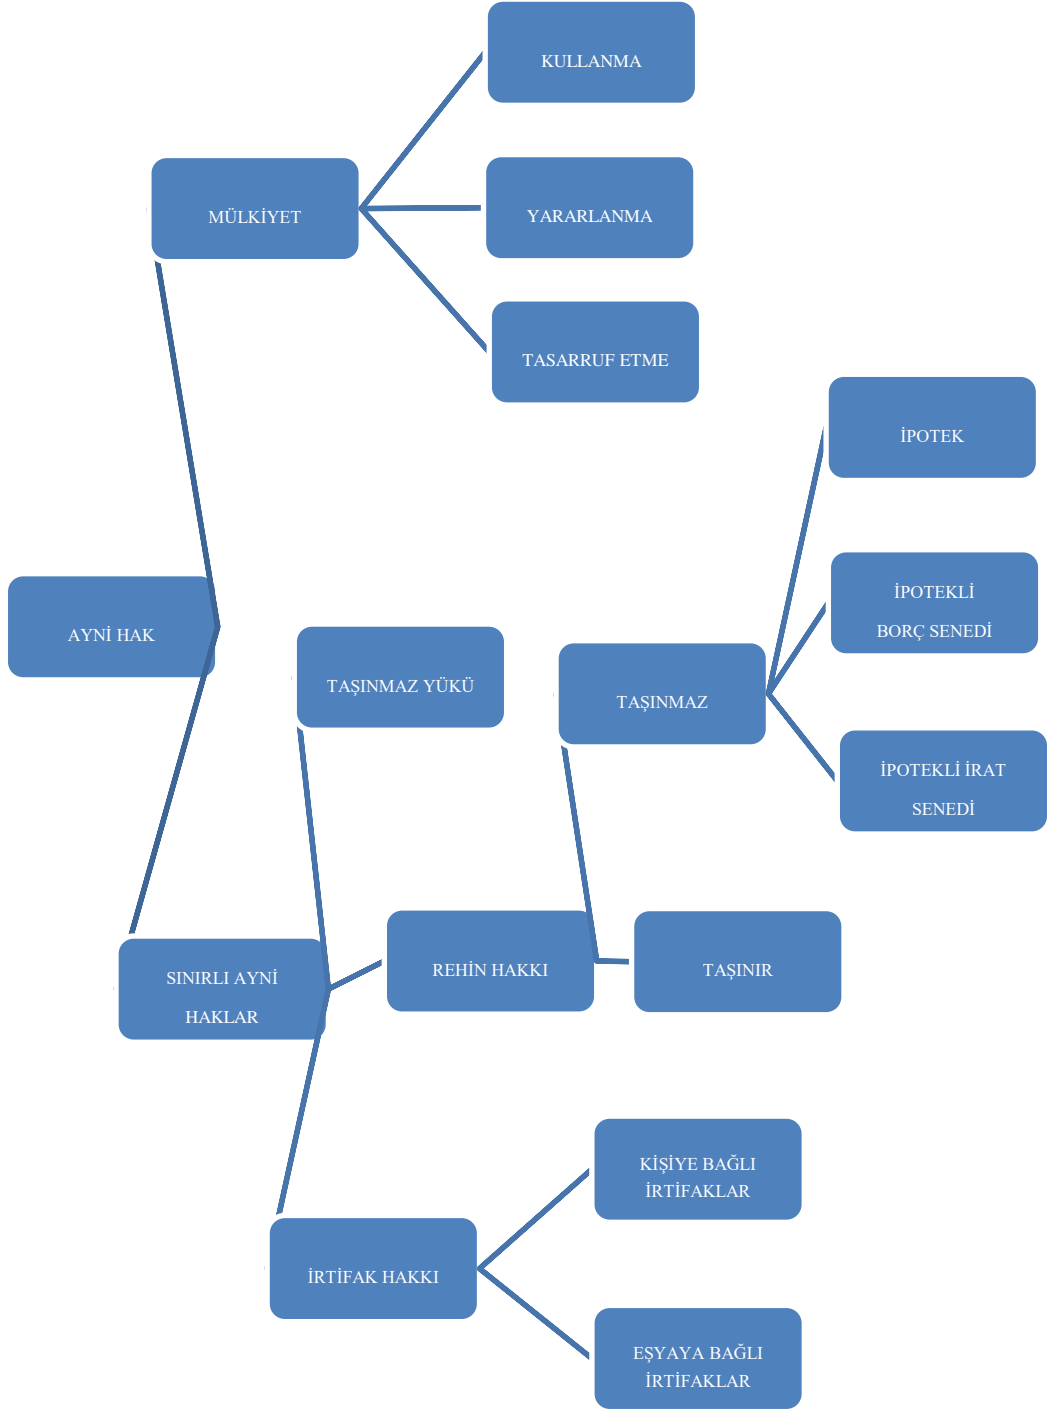 KULLANMA
MÜLKİYET
YARARLANMA
TASARRUF ETME
İPOTEK
İPOTEKLİ
BORÇ SENEDİ
AYNİ HAK
TAŞINMAZ YÜKÜ
TAŞINMAZ
İPOTEKLİ İRAT
SENEDİ
SINIRLI AYNİ
HAKLAR
REHİN HAKKI
TAŞINIR
KİŞİYE BAĞLI
İRTİFAKLAR
İRTİFAK HAKKI
EŞYAYA BAĞLI
İRTİFAKLAR